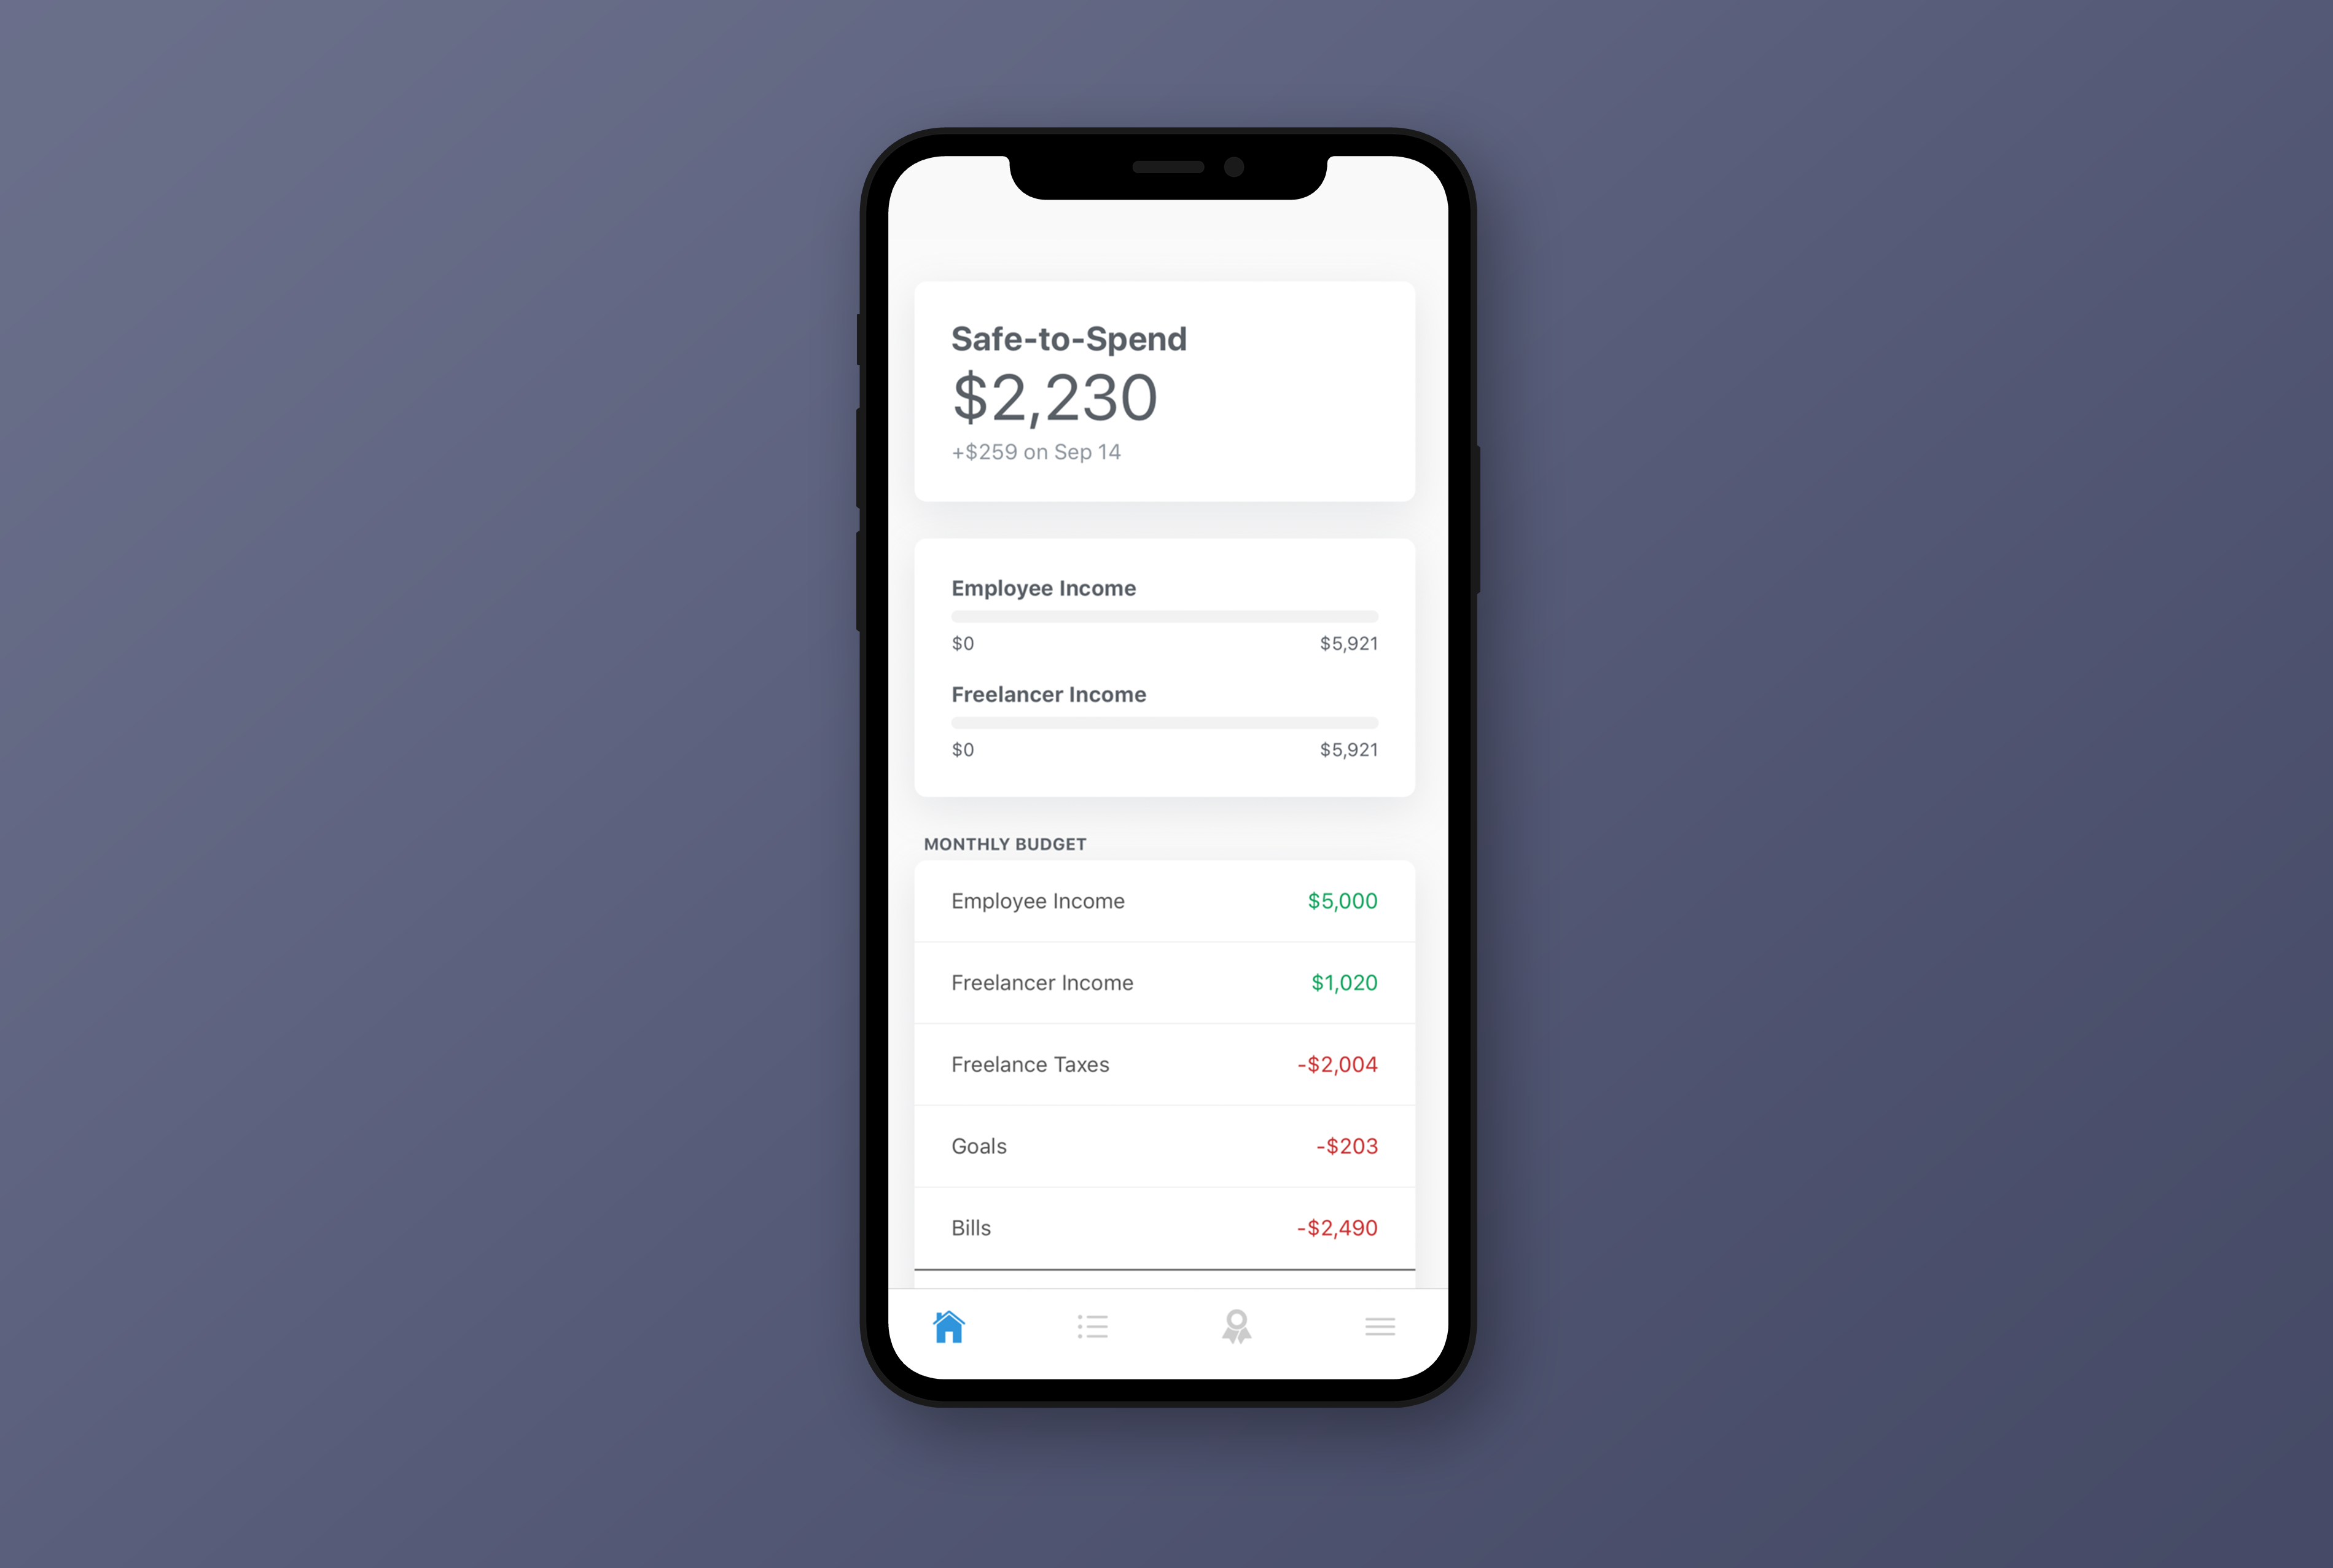 Safe-to-Spend
$2,230
+$259 on Sep 14
Employee Income
$0 $5,921
Freelancer Income
$0 $5,921
MONTHLY BUDGET
Employee Income $5,000
Freelancer Income $1,020
Freelance Taxes -$2,004
Goals -$203
Bills -$2,490